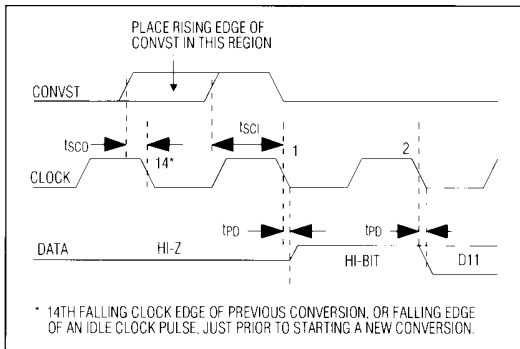 PLACE RISING EDGE OF
CONVST IN THIS REGION
CONVST
tSCO
tSCI
14*
1
2
CLOCK
tPD
tPD
DATA
HI-Z
HI-BIT
D11
* 14TH FALLING CLOCK EDGE OF PREVIOUS CONVERSION, OR FALLING EDGE
OF AN IDLE CLOCK PULSE, JUST PRIOR TO STARTING A NEW CONVERSION.